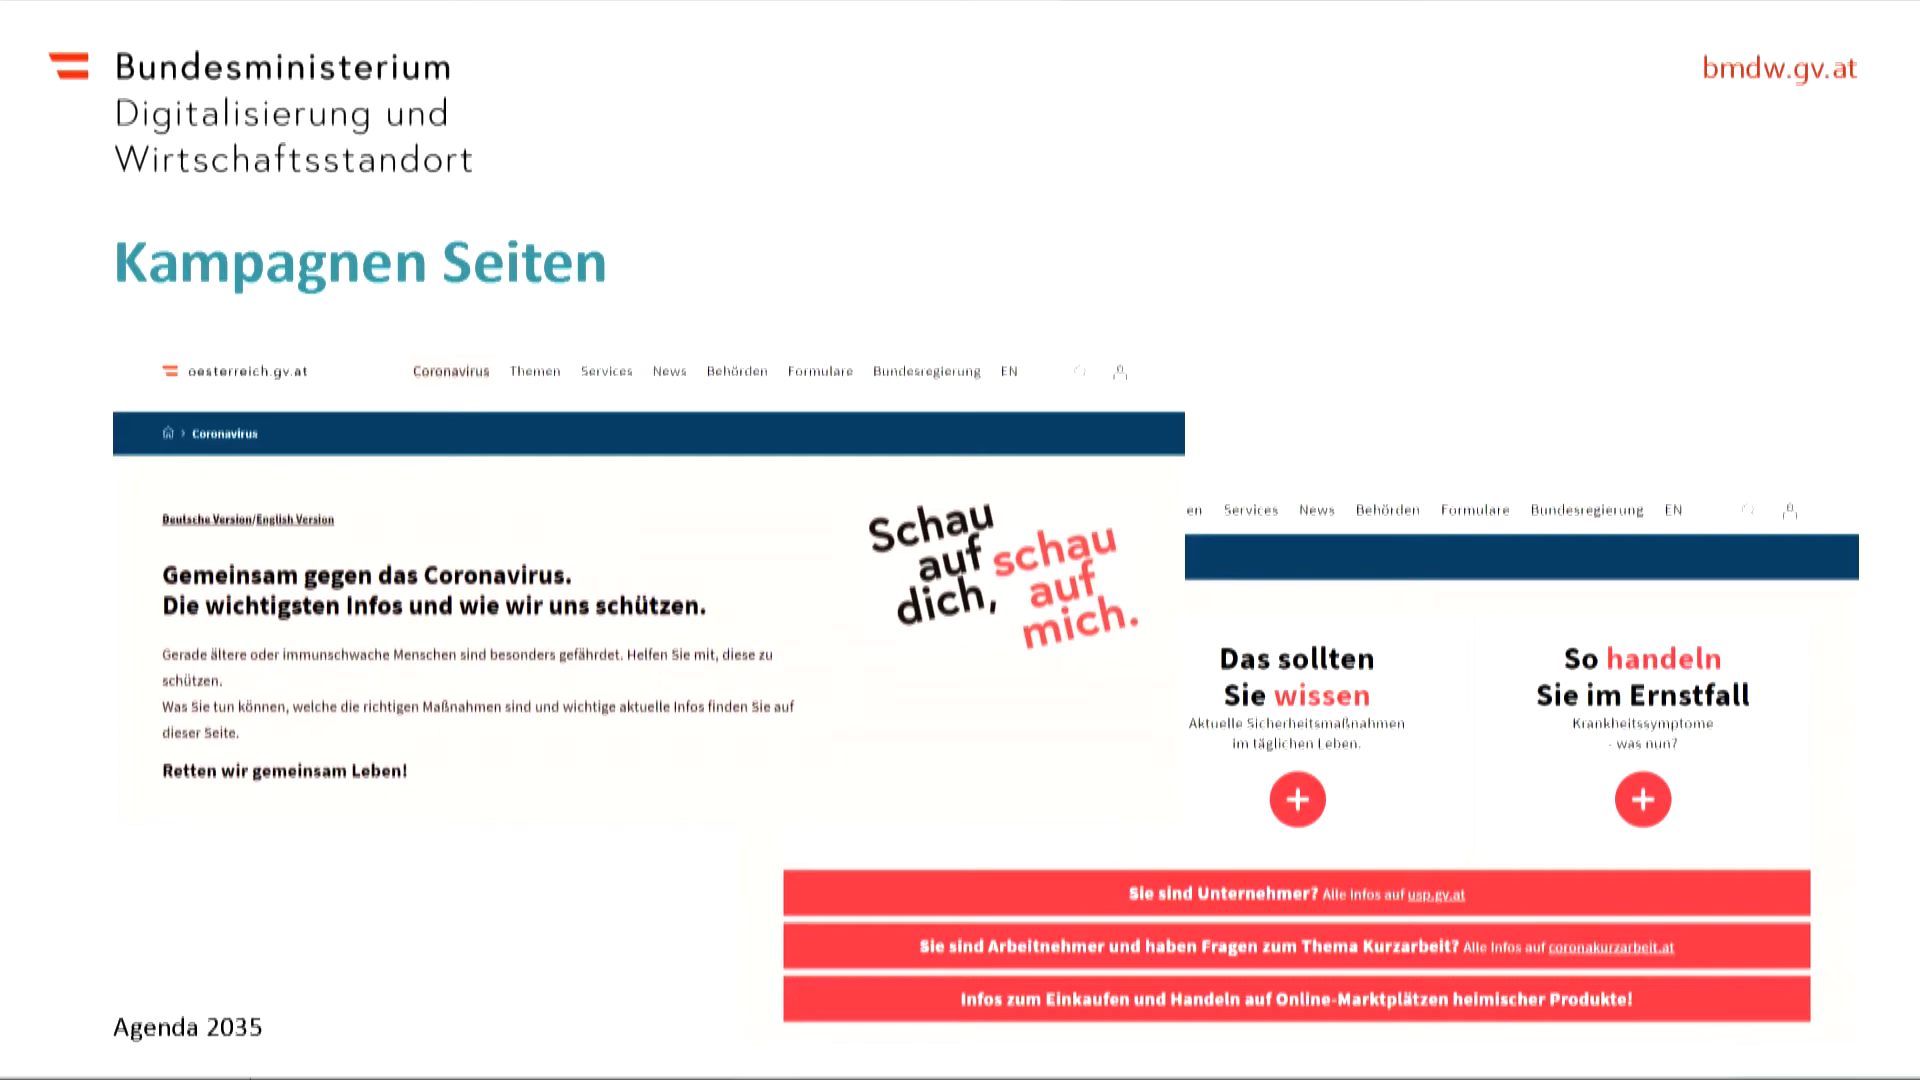 Bundesministerium
Digitalisierung und
Wirtschaftsstandort
bmdw.gv.at
Kampagnen Seiten
oesterreich.gv.at
Coronavirus Themen Services News Behörden Formulare Bundesregierung EN
› Coronavirus
Deutsche Version/English Version
Gemeinsam gegen das Coronavirus.
Die wichtigsten Infos und wie wir uns schützen.
Gerade ältere oder immunschwache Menschen sind besonders gefährdet. Helfen Sie mit, diese zu
schützen.
Was Sie tun können, welche die richtigen Maßnahmen sind und wichtige aktuelle Infos finden Sie auf
dieser Seite.
Retten wir gemeinsam Leben!
Schau
auf
dich,
schau
auf
mich.
en Services News Behörden Formulare Bundesregierung EN
Das sollten
Sie wissen
Aktuelle Sicherheitsmaßnahmen
im täglichen Leben.
+
So handeln
Sie im Ernstfall
Krankheitssymptome
- was nun?
+
Sie sind Unternehmer? Alle Infos auf usp.gv.at
Sie sind Arbeitnehmer und haben Fragen zum Thema Kurzarbeit? Alle Infos auf coronakurzarbeit.at
Infos zum Einkaufen und Handeln auf Online-Marktplätzen heimischer Produkte!
Agenda 2035